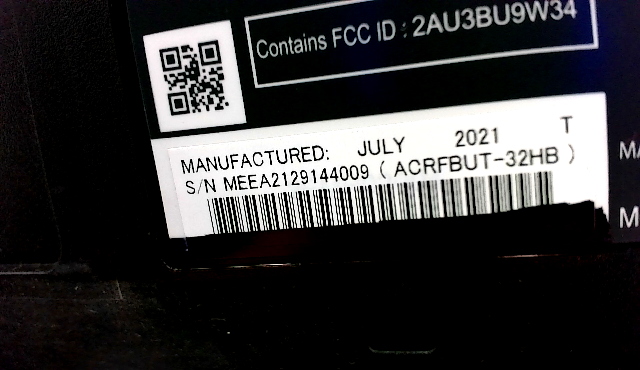 Contains FCC ID : 2AU3BU9W34
MANUFACTURED: JULY 2021 T
S/N MEEA2129144009 ( ACRFBUT-32HB )